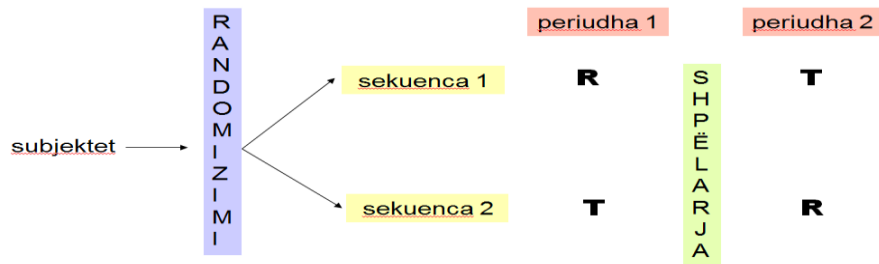 periudha 1 periudha 2
RANDOMIZIMI
sekuenca 1 R T
SHPËLARJA
subjektet
sekuenca 2 T R